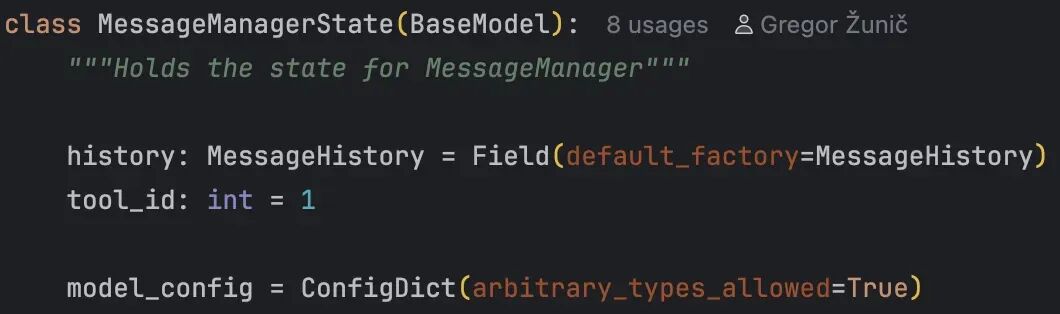 class MessageManagerState(BaseModel): 8 usages Gregor Žunič
"""Holds the state for MessageManager"""
history: MessageHistory = Field(default_factory=MessageHistory)
tool_id: int = 1
model_config = ConfigDict(arbitrary_types_allowed=True)